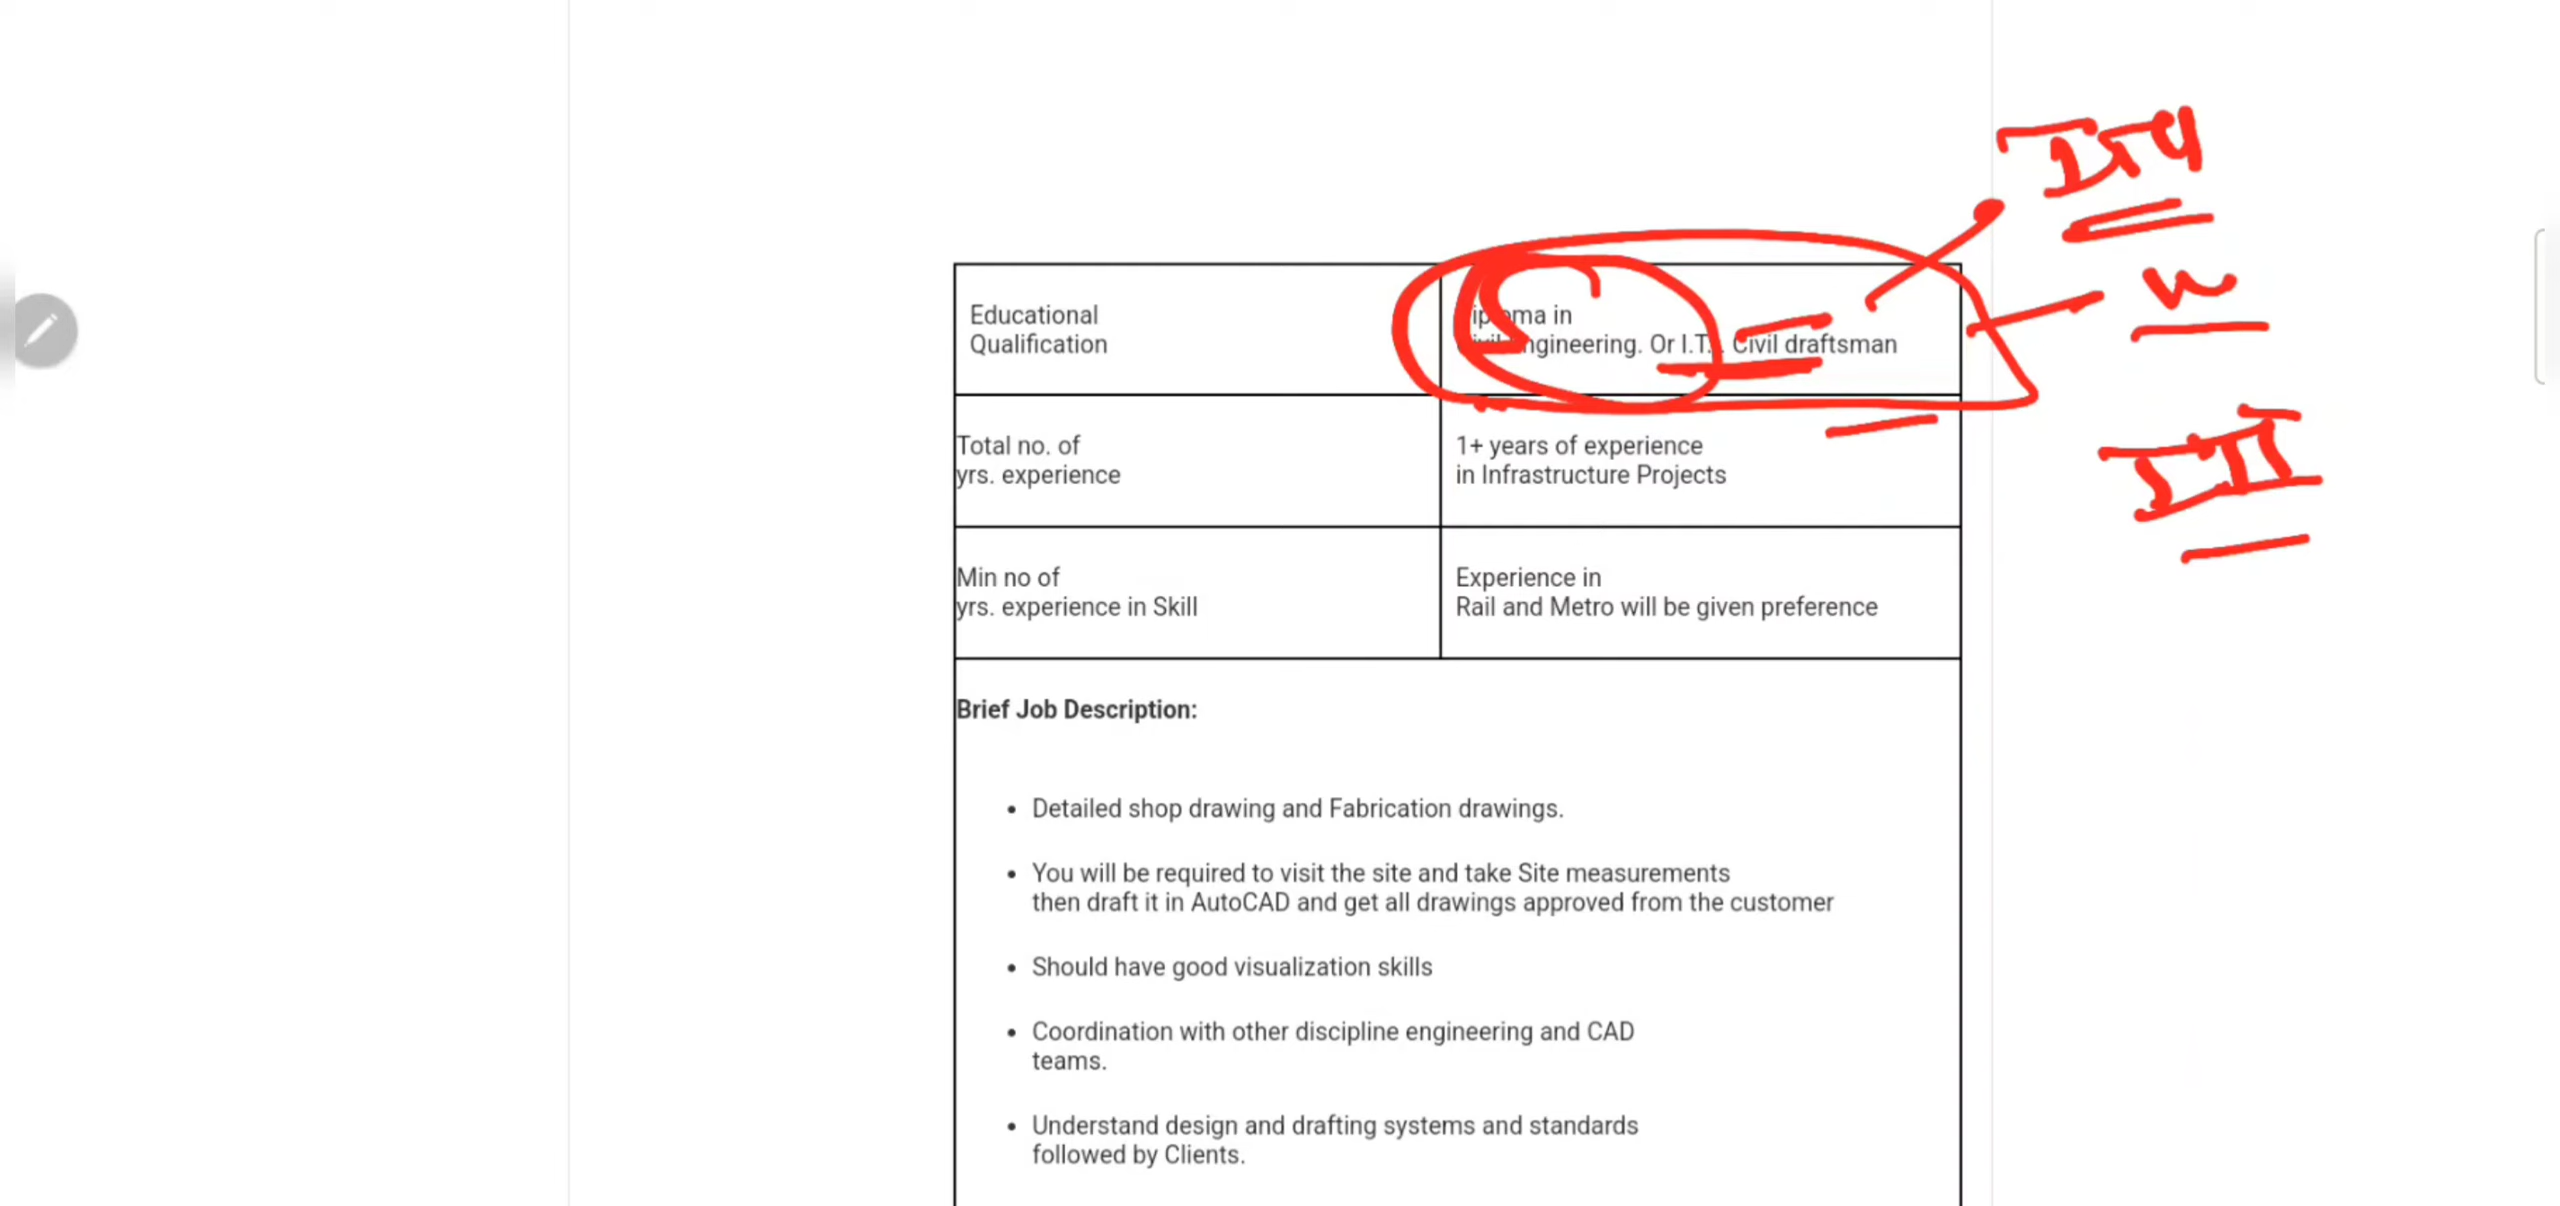 Educational
Qualification
in
Or Civil draftsman
Total no. of
yrs. experience
1+ years of experience
in Infrastructure Projects
Min no of
yrs. experience in Skill
Experience in
Rail and Metro will be given preference
Brief Job Description:
• Detailed shop drawing and Fabrication drawings.
• You will be required to visit the site and take Site measurements
then draft it in AutoCAD and get all drawings approved from the customer
• Should have good visualization skills
• Coordination with other discipline engineering and CAD
teams.
• Understand design and drafting systems and standards
followed by Clients.